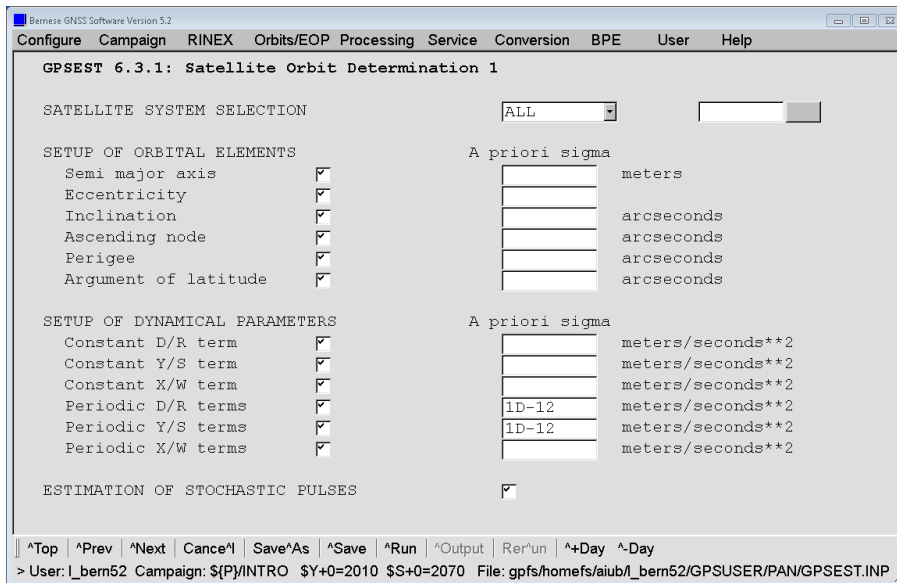 Bernese GNSS Software Version 5.2
Configure Campaign RINEX Orbits/EOP Processing Service Conversion BPE User Help
GPSEST 6.3.1: Satellite Orbit Determination 1
SATELLITE SYSTEM SELECTION ALL
SETUP OF ORBITAL ELEMENTS A priori sigma
Semi major axis meters
Eccentricity
Inclination arcseconds
Ascending node arcseconds
Perigee arcseconds
Argument of latitude arcseconds
SETUP OF DYNAMICAL PARAMETERS A priori sigma
Constant D/R term meters/seconds**2
Constant Y/S term meters/seconds**2
Constant X/W term meters/seconds**2
Periodic D/R terms 1D-12 meters/seconds**2
Periodic Y/S terms 1D-12 meters/seconds**2
Periodic X/W terms meters/seconds**2
ESTIMATION OF STOCHASTIC PULSES
^Top ^Prev ^Next Cance^l Save^As ^Save ^Run ^Output Rer^un ^+Day ^-Day
> User: l_bern52 Campaign: ${P}/INTRO $Y+0=2010 $S+0=2070 File: gpfs/homefs/aiub/l_bern52/GPSUSER/PAN/GPSEST.INP